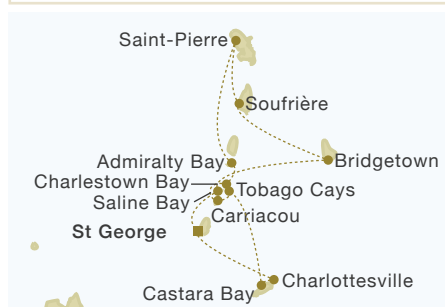 Saint-Pierre
Soufrière
Admiralty Bay
Bridgetown
Charlestown Bay
Tobago Cays
Saline Bay
Carriacou
St George
Charlottesville
Castara Bay